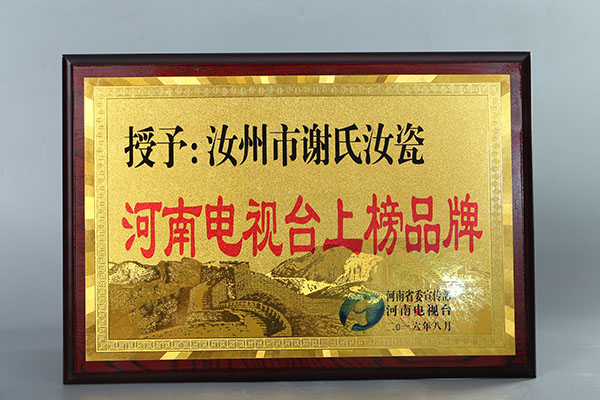 授予：汝州市谢氏汝瓷
河南电视台上榜品牌
河南省委宣传部
河南电视台
二〇一六年八月